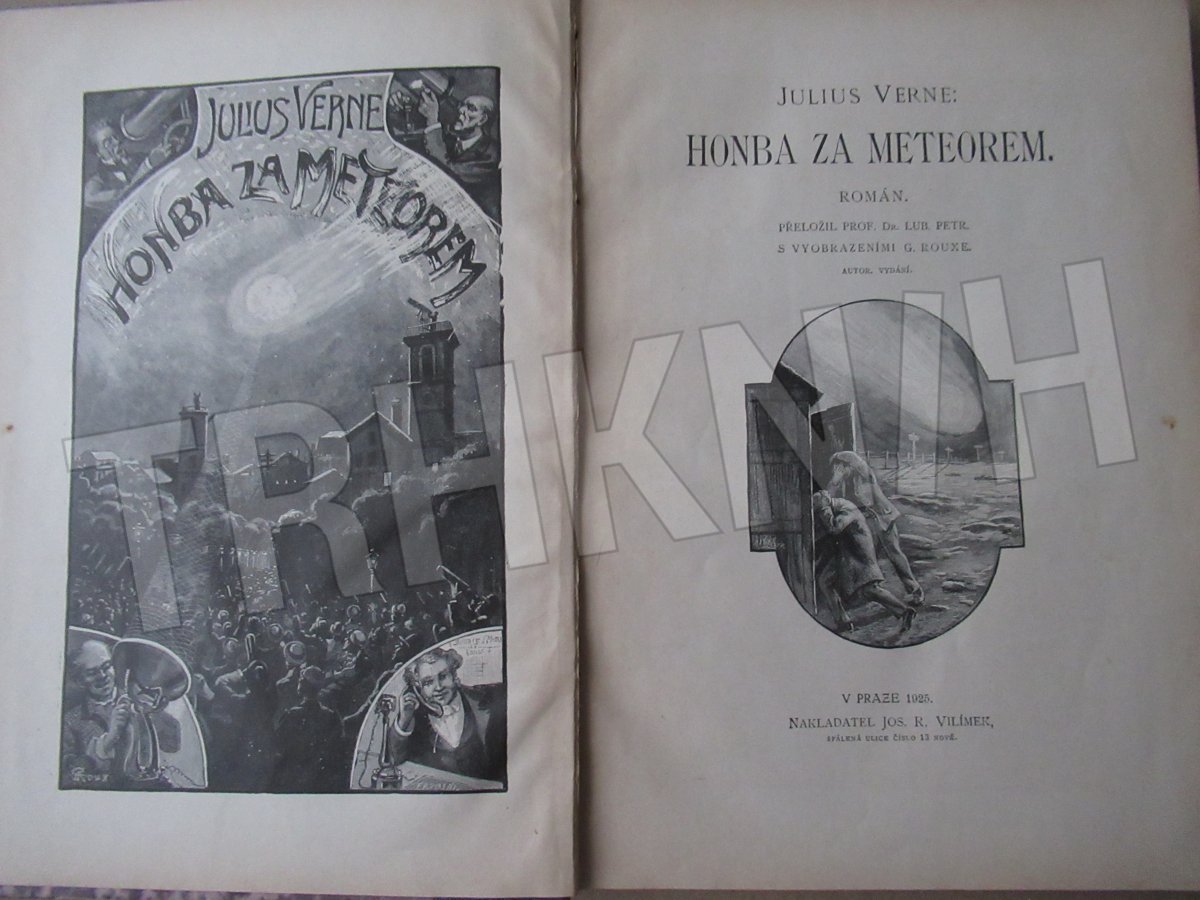 JULIUS VERNE
HONBA ZA METEOREM
JULIUS VERNE:
HONBA ZA METEOREM.
ROMÁN.
PŘELOŽIL PROF. DR. LUB. PETR.
S VYOBRAZENÍMI G. ROUXE.
AUTOR. VYDÁNÍ.
V PRAZE 1925.
NAKLADATEL JOS. R. VILÍMEK,
SPÁLENÁ ULICE ČÍSLO 13 NOVÉ.
TRHKNIH